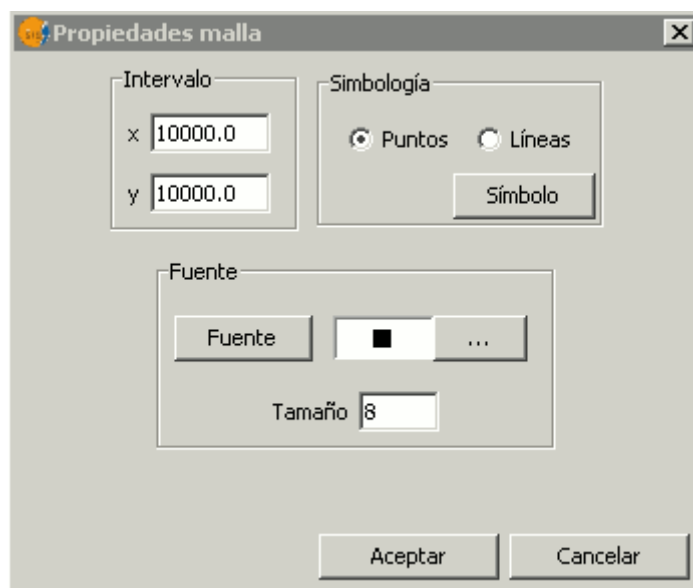 Propiedades malla
Intervalo
x 10000.0
y 10000.0
Simbología
Puntos Líneas
Símbolo
Fuente
Fuente ...
Tamaño 8
Aceptar Cancelar